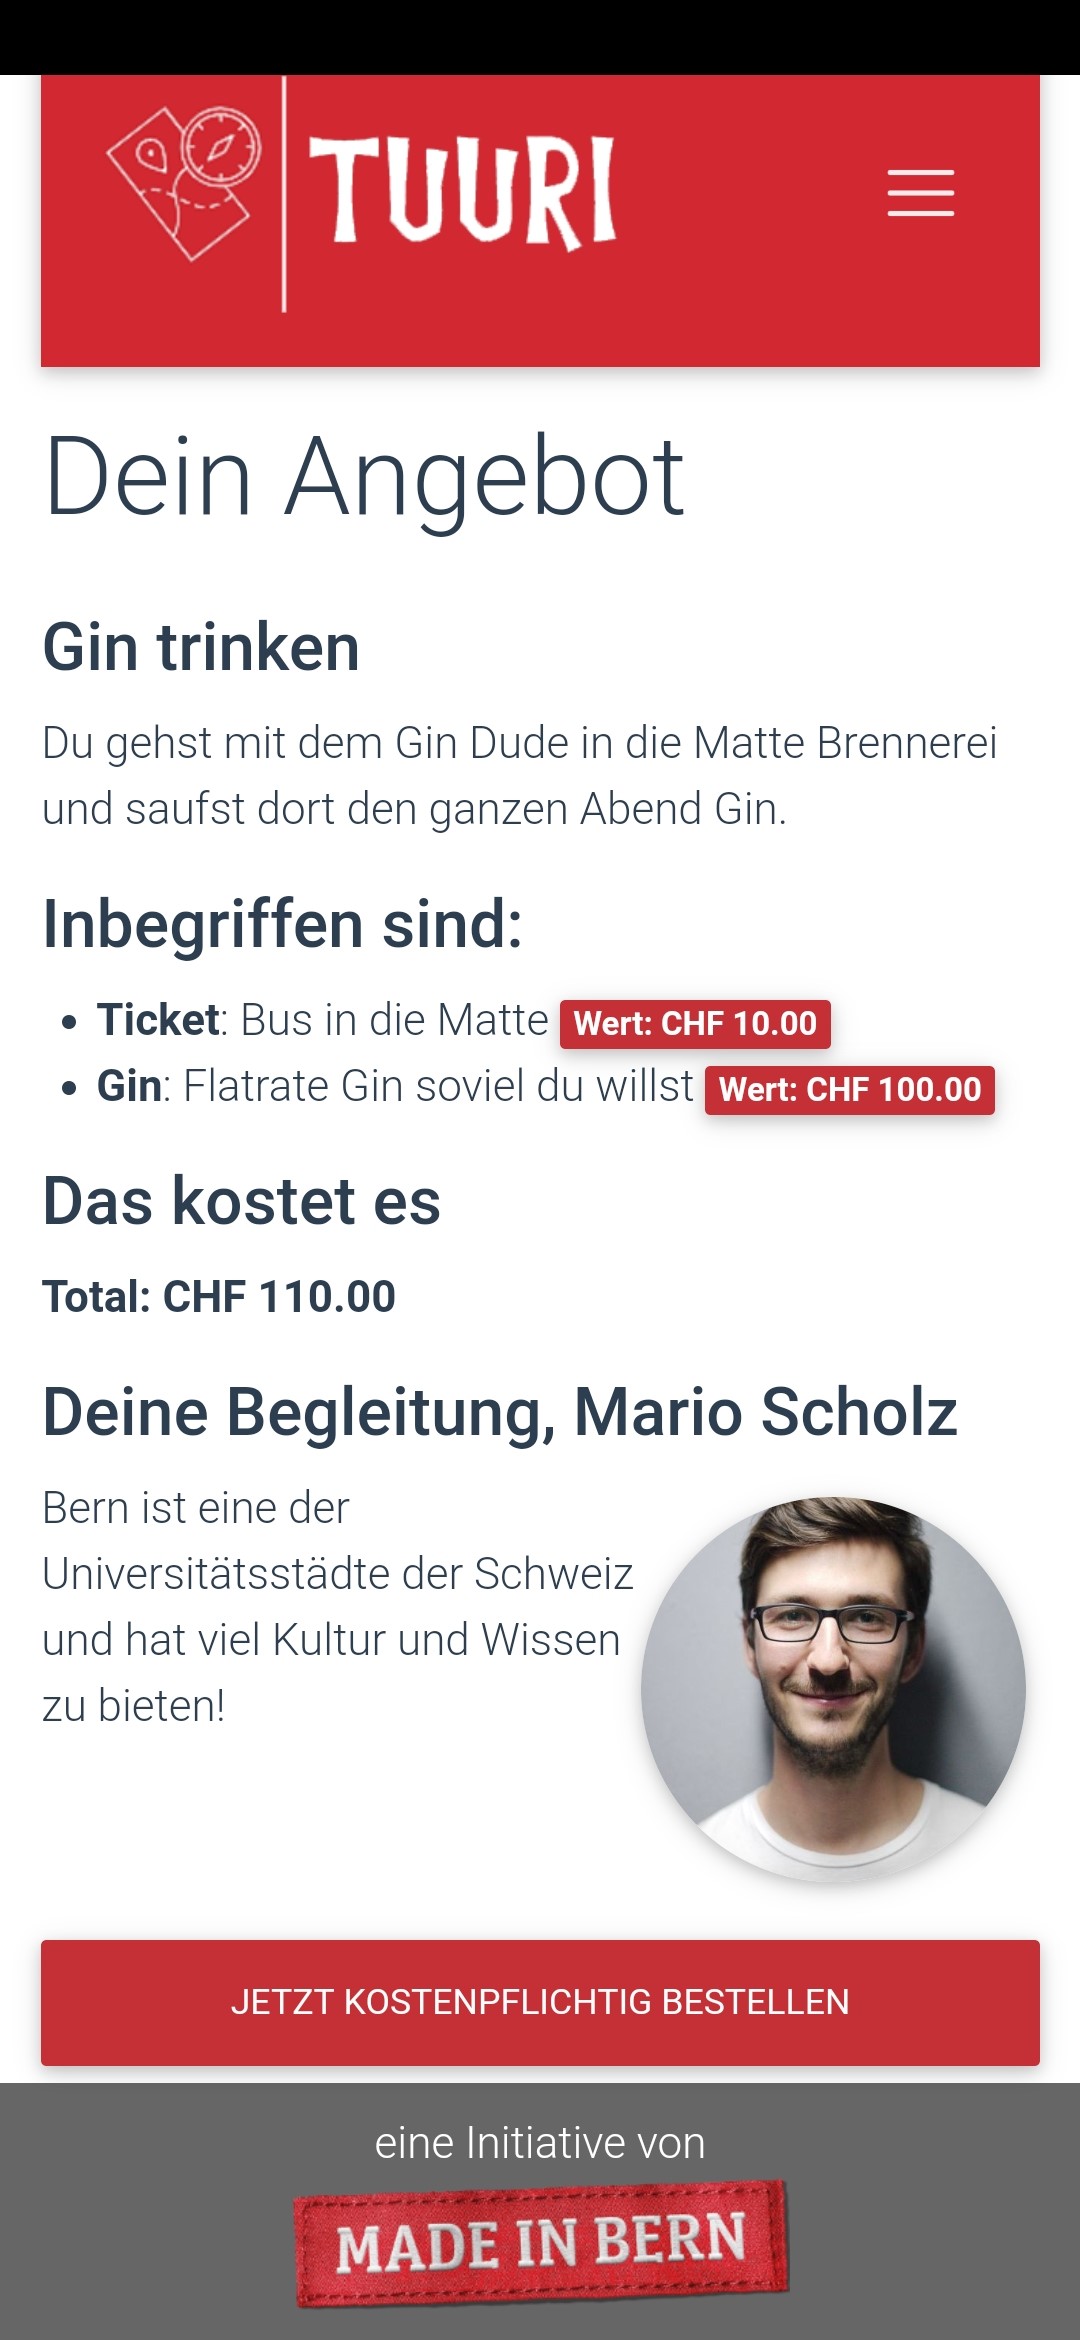 TUURI
Dein Angebot
Gin trinken
Du gehst mit dem Gin Dude in die Matte Brennerei
und saufst dort den ganzen Abend Gin.
Inbegriffen sind:
• Ticket: Bus in die Matte Wert: CHF 10.00
• Gin: Flatrate Gin soviel du willst Wert: CHF 100.00
Das kostet es
Total: CHF 110.00
Deine Begleitung, Mario Scholz
Bern ist eine der
Universitätsstädte der Schweiz
und hat viel Kultur und Wissen
zu bieten!
JETZT KOSTENPFLICHTIG BESTELLEN
eine Initiative von
MADE IN BERN